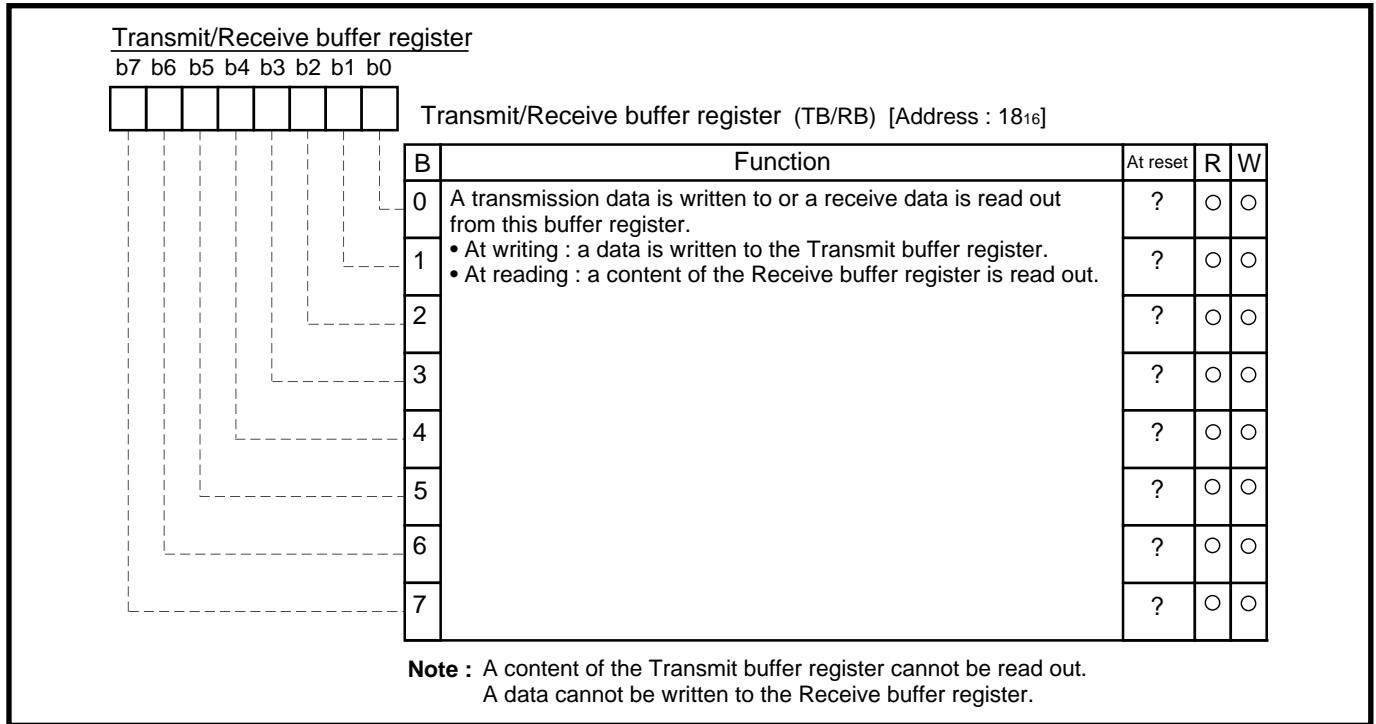 Transmit/Receive buffer register
b7 b6 b5 b4 b3 b2 b1 b0
Transmit/Receive buffer register (TB/RB) [Address : 18₁₆]
B Function At reset R W
0 A transmission data is written to or a receive data is read out ? ○ ○
from this buffer register.
• At writing : a data is written to the Transmit buffer register.
1 ? ○ ○
• At reading : a content of the Receive buffer register is read out.
2 ? ○ ○
3 ? ○ ○
4 ? ○ ○
5 ? ○ ○
6 ? ○ ○
7 ? ○ ○
Note : A content of the Transmit buffer register cannot be read out.
A data cannot be written to the Receive buffer register.